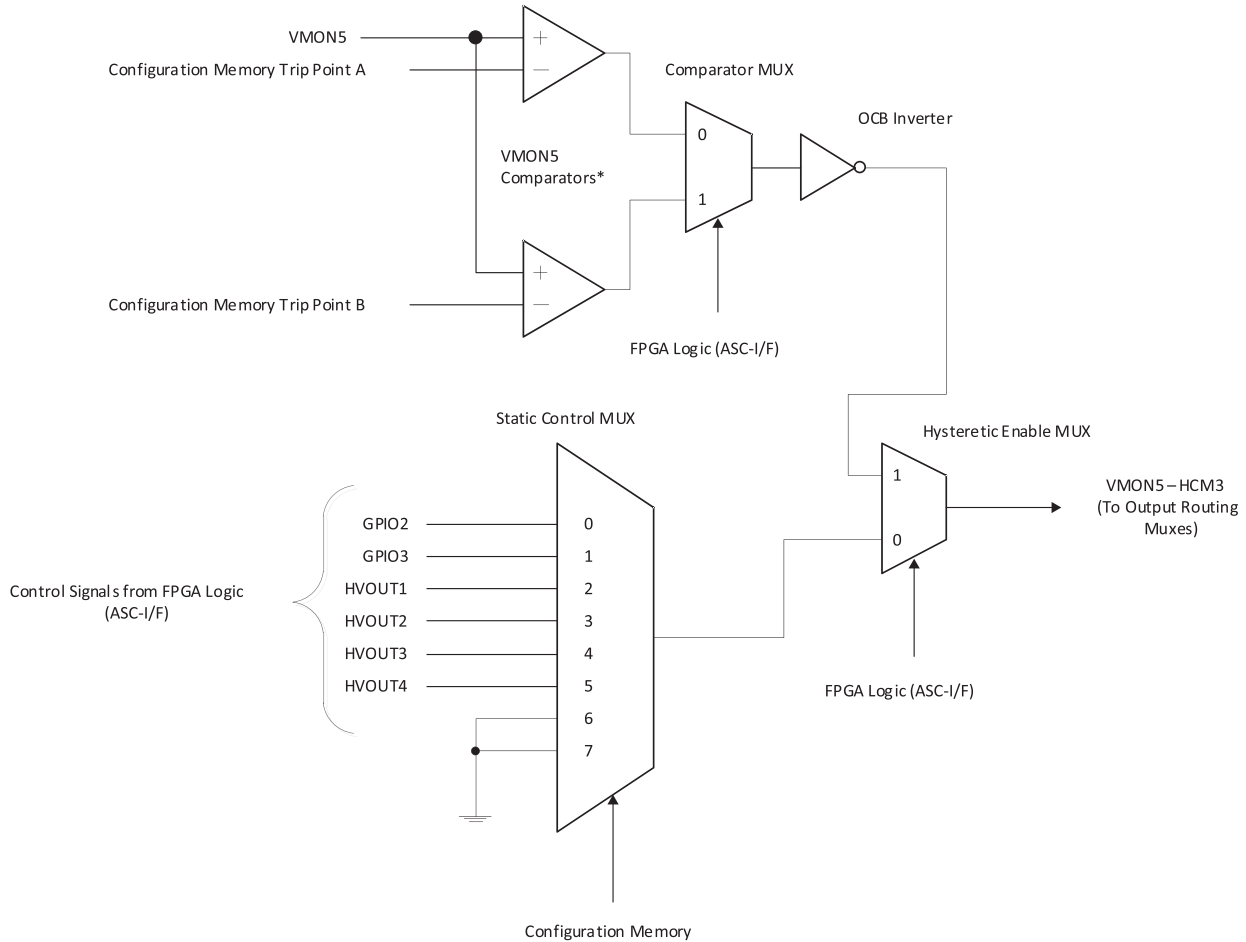 VMON5
Configuration Memory Trip Point A
+
−
Comparator MUX
0
OCB Inverter
VMON5
Comparators*
1
+
Configuration Memory Trip Point B
−
FPGA Logic (ASC-I/F)
Static Control MUX
Hysteretic Enable MUX
1
VMON5–HCM3
(To Output Routing
Muxes)
0
Control Signals from FPGA Logic
(ASC-I/F)
GPIO2 0
GPIO3 1
HVOUT1 2
HVOUT2 3
HVOUT3 4
HVOUT4 5
6
7
FPGA Logic (ASC-I/F)
Configuration Memory